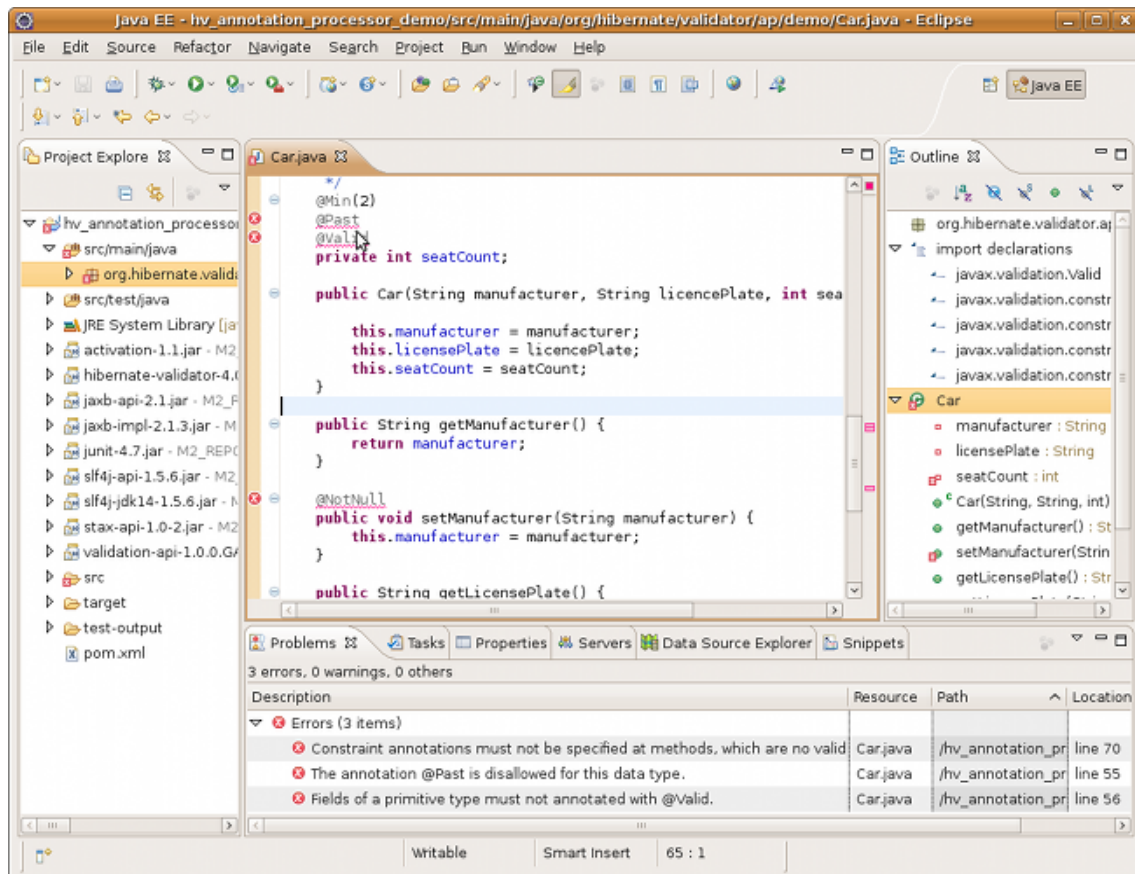 Java EE - hv_annotation_processor_demo/src/main/java/org/hibernate/validator/ap/demo/Car.java - Eclipse
File Edit Source Refactor Navigate Search Project Run Window Help
Java EE
Project Explore
hv_annotation_processo
src/main/java
org.hibernate.valida
src/test/java
JRE System Library [ja
activation-1.1.jar - M2_
hibernate-validator-4.0
jaxb-api-2.1.jar - M2_R
jaxb-impl-2.1.3.jar - M
junit-4.7.jar - M2_REPO
slf4j-api-1.5.6.jar - M2
slf4j-jdk14-1.5.6.jar - M
stax-api-1.0-2.jar - M2
validation-api-1.0.0.GA
src
target
test-output
pom.xml
Car.java
*/
@Min(2)
@Past
@Valid
private int seatCount;
public Car(String manufacturer, String licencePlate, int sea
this.manufacturer = manufacturer;
this.licensePlate = licencePlate;
this.seatCount = seatCount;
}
public String getManufacturer() {
return manufacturer;
}
@NotNull
public void setManufacturer(String manufacturer) {
this.manufacturer = manufacturer;
}
public String getLicensePlate() {
Outline
org.hibernate.validator.ap
import declarations
javax.validation.Valid
javax.validation.constr
javax.validation.constr
javax.validation.constr
javax.validation.constr
Car
manufacturer : String
licensePlate : String
seatCount : int
Car(String, String, int)
getManufacturer() : St
setManufacturer(Strin
getLicensePlate() : Str
Problems Tasks Properties Servers Data Source Explorer Snippets
3 errors, 0 warnings, 0 others
Description Resource Path Location
Errors (3 items)
Constraint annotations must not be specified at methods, which are no valid Car.java /hv_annotation_pr line 70
The annotation @Past is disallowed for this data type. Car.java /hv_annotation_pr line 55
Fields of a primitive type must not annotated with @Valid. Car.java /hv_annotation_pr line 56
Writable Smart Insert 65 : 1